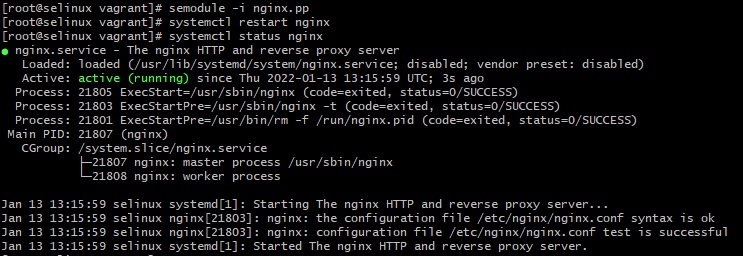 [root@selinux vagrant]# semodule -i nginx.pp
[root@selinux vagrant]# systemctl restart nginx
[root@selinux vagrant]# systemctl status nginx
● nginx.service - The nginx HTTP and reverse proxy server
   Loaded: loaded (/usr/lib/systemd/system/nginx.service; disabled; vendor preset: disabled)
   Active: active (running) since Thu 2022-01-13 13:15:59 UTC; 3s ago
  Process: 21805 ExecStart=/usr/sbin/nginx (code=exited, status=0/SUCCESS)
  Process: 21803 ExecStartPre=/usr/sbin/nginx -t (code=exited, status=0/SUCCESS)
  Process: 21801 ExecStartPre=/usr/bin/rm -f /run/nginx.pid (code=exited, status=0/SUCCESS)
 Main PID: 21807 (nginx)
   CGroup: /system.slice/nginx.service
           ├─21807 nginx: master process /usr/sbin/nginx
           └─21808 nginx: worker process

Jan 13 13:15:59 selinux systemd[1]: Starting The nginx HTTP and reverse proxy server...
Jan 13 13:15:59 selinux nginx[21803]: nginx: the configuration file /etc/nginx/nginx.conf syntax is ok
Jan 13 13:15:59 selinux nginx[21803]: nginx: configuration file /etc/nginx/nginx.conf test is successful
Jan 13 13:15:59 selinux systemd[1]: Started The nginx HTTP and reverse proxy server.